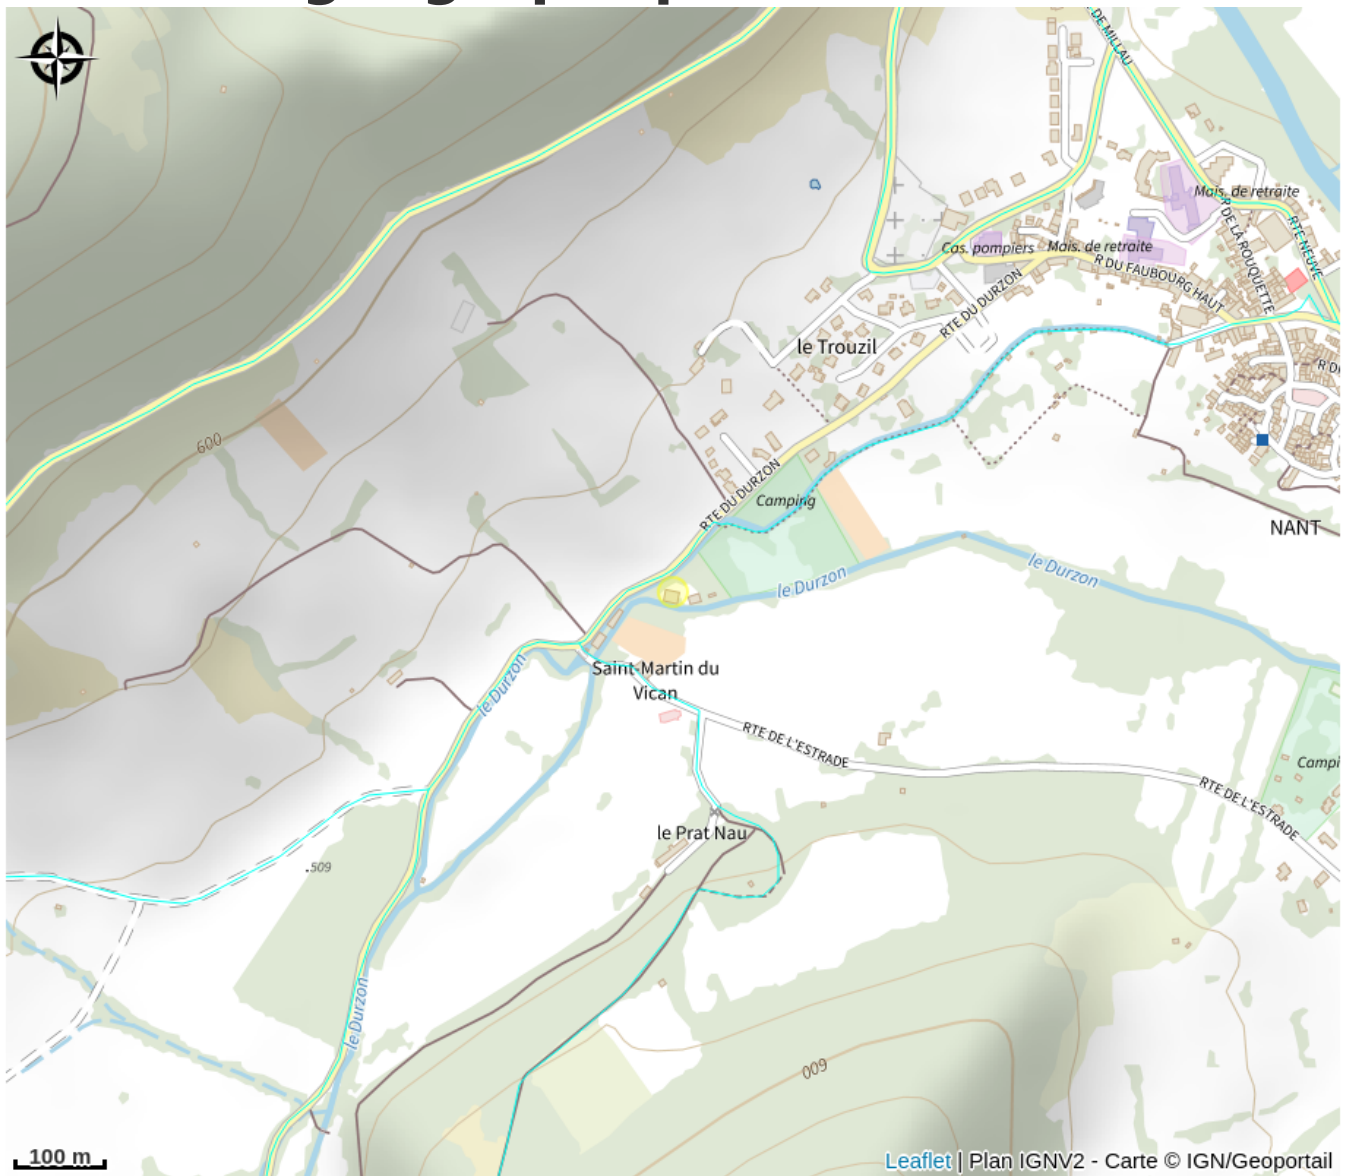 R DE MILLAU
Mais. de retraite
R DE LA ROUQUETTE
RTE NEUVE
Cas. pompiers
Mais. de retraite
R DU FAUBOURG HAUT
RTE DU DURZON
le Trouzil
R D
600
RTE DU DURZON
Camping
NANT
le Durzon
le Durzon
Saint-Martin du
Vican
le Durzon
RTE DE L'ESTRADE
Campi
RTE DE L'ESTRADE
le Prat Nau
.509
le Durzon
600
100 m
Leaflet | Plan IGNV2 - Carte © IGN/Geoportail